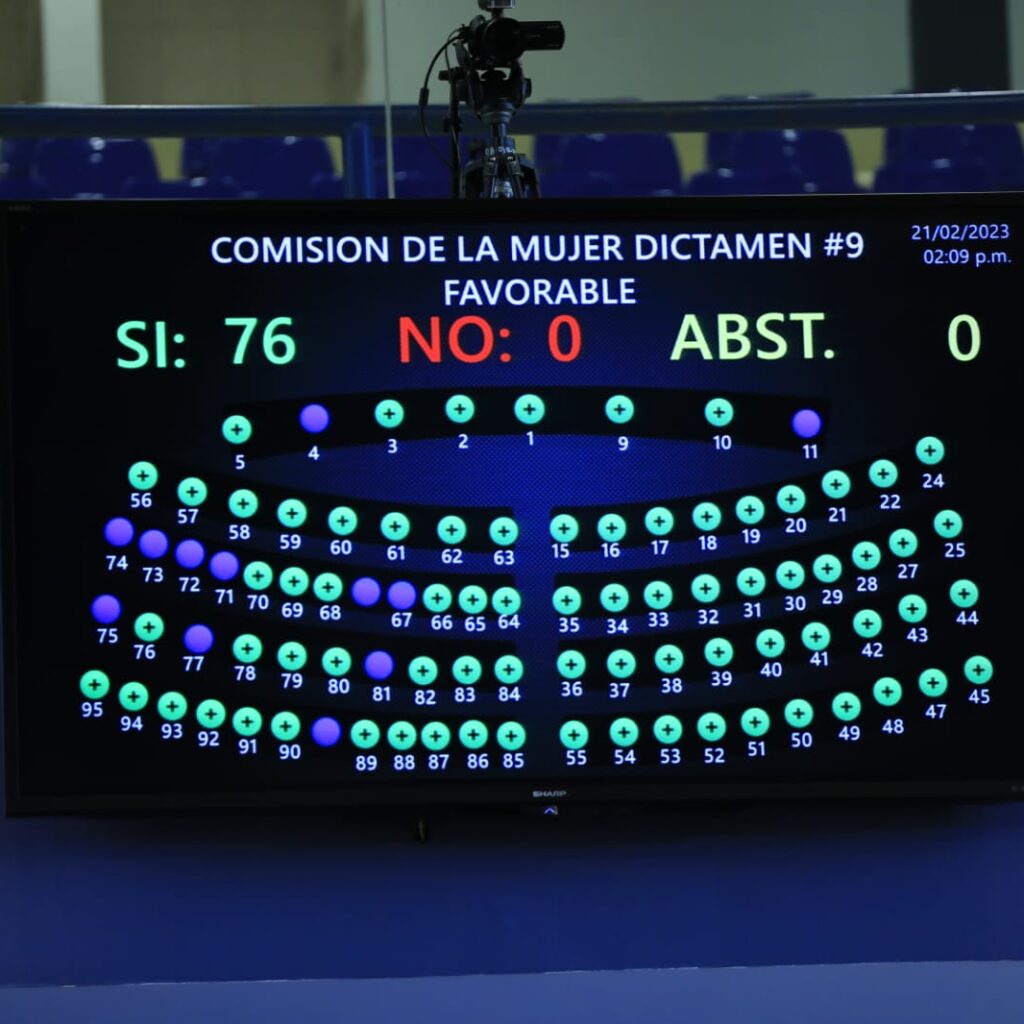 COMISION DE LA MUJER DICTAMEN #9
FAVORABLE
21/02/2023
02:09 p.m.
SI: 76 NO: 0 ABST. 0
5 4 3 2 1 9 10 11
56 57 58 59 60 61 62 63 15 16 17 18 19 20 21 22 24
74 73 72 71 70 69 68 67 66 65 64 35 34 33 32 31 30 29 28 27 25
75 76 77 78 79 80 81 82 83 84 36 37 38 39 40 41 42 43 44
95 94 93 92 91 90 89 88 87 86 85 55 54 53 52 51 50 49 48 47 45
SHARP